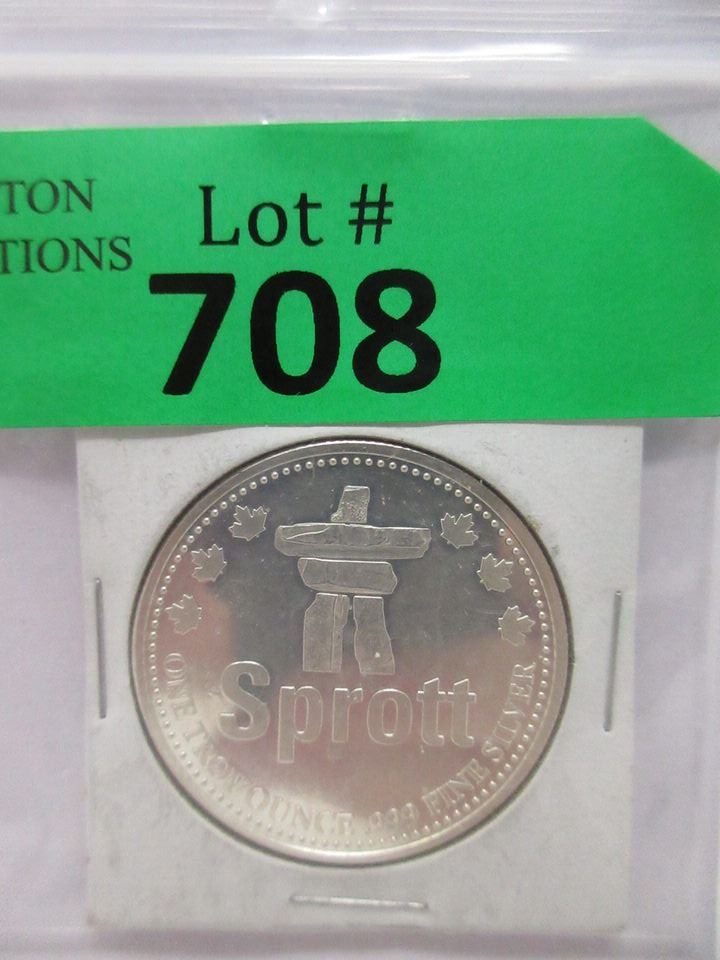 TON
TIONS
Lot #
708
Sprott
ONE TROY OUNCE .999 FINE SILVER